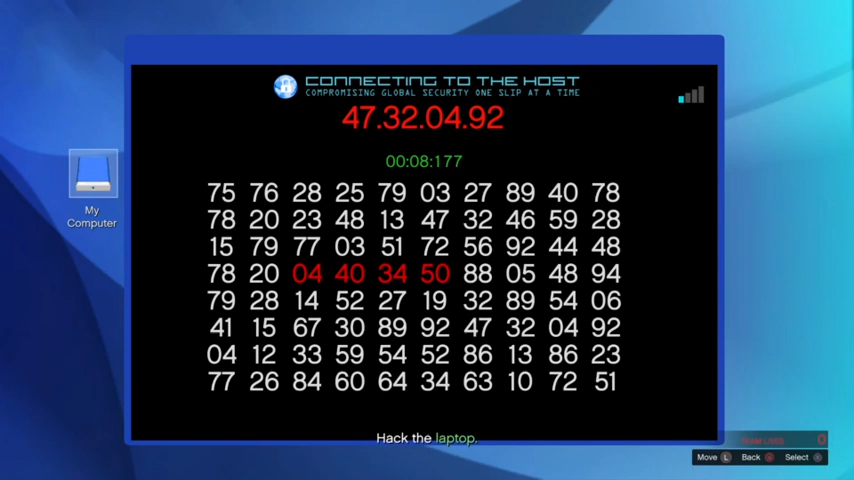 CONNECTING TO THE HOST
COMPROMISING GLOBAL SECURITY ONE SLIP AT A TIME
47.32.04.92
00:08:177
75 76 28 25 79 03 27 89 40 78
78 20 23 48 13 47 32 46 59 28
15 79 77 03 51 72 56 92 44 48
78 20 04 40 34 50 88 05 48 94
79 28 14 52 27 19 32 89 54 06
41 15 67 30 89 92 47 32 04 92
04 12 33 59 54 52 86 13 86 23
77 26 84 60 64 34 63 10 72 51
My
Computer
Hack the laptop.
TEAM LIVES 0
Move L Back Select